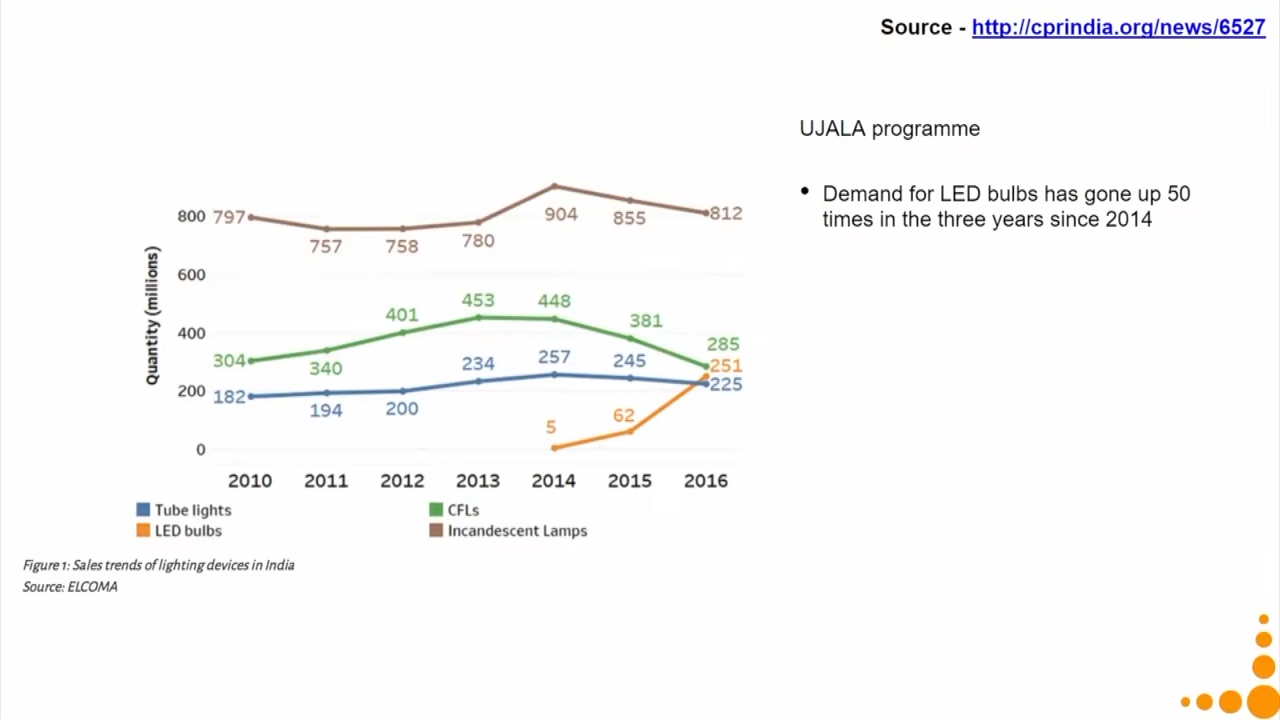 Source - http://cprindia.org/news/6527
UJALA programme
• Demand for LED bulbs has gone up 50
times in the three years since 2014
Quantity (millions)
800
600
400
200
0
797
757
758
780
904
855
812
304
340
401
453
448
381
285
182
194
200
234
257
245
225
5
62
251
2010 2011 2012 2013 2014 2015 2016
Tube lights CFLs
LED bulbs Incandescent Lamps
Figure 1: Sales trends of lighting devices in India
Source: ELCOMA